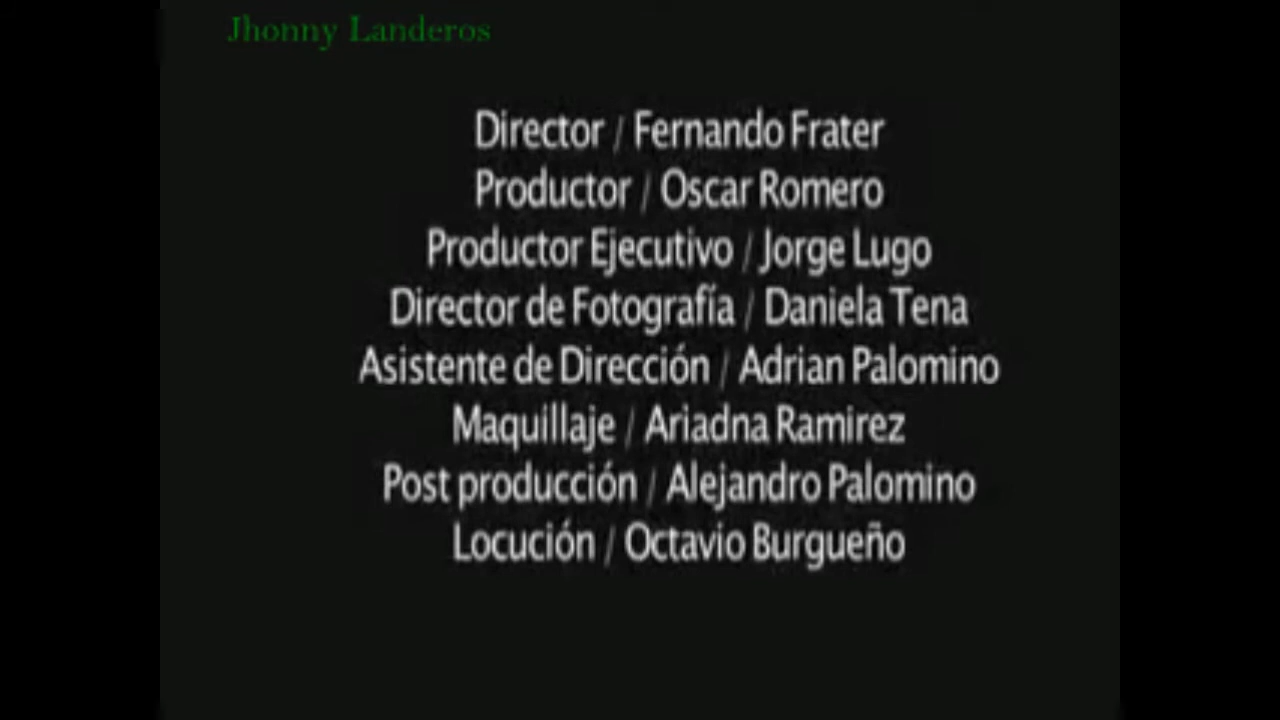 Jhonny Landeros
Director / Fernando Frater
Productor / Oscar Romero
Productor Ejecutivo / Jorge Lugo
Director de Fotografía / Daniela Tena
Asistente de Dirección / Adrian Palomino
Maquillaje / Ariadna Ramirez
Post producción / Alejandro Palomino
Locución / Octavio Burgueño